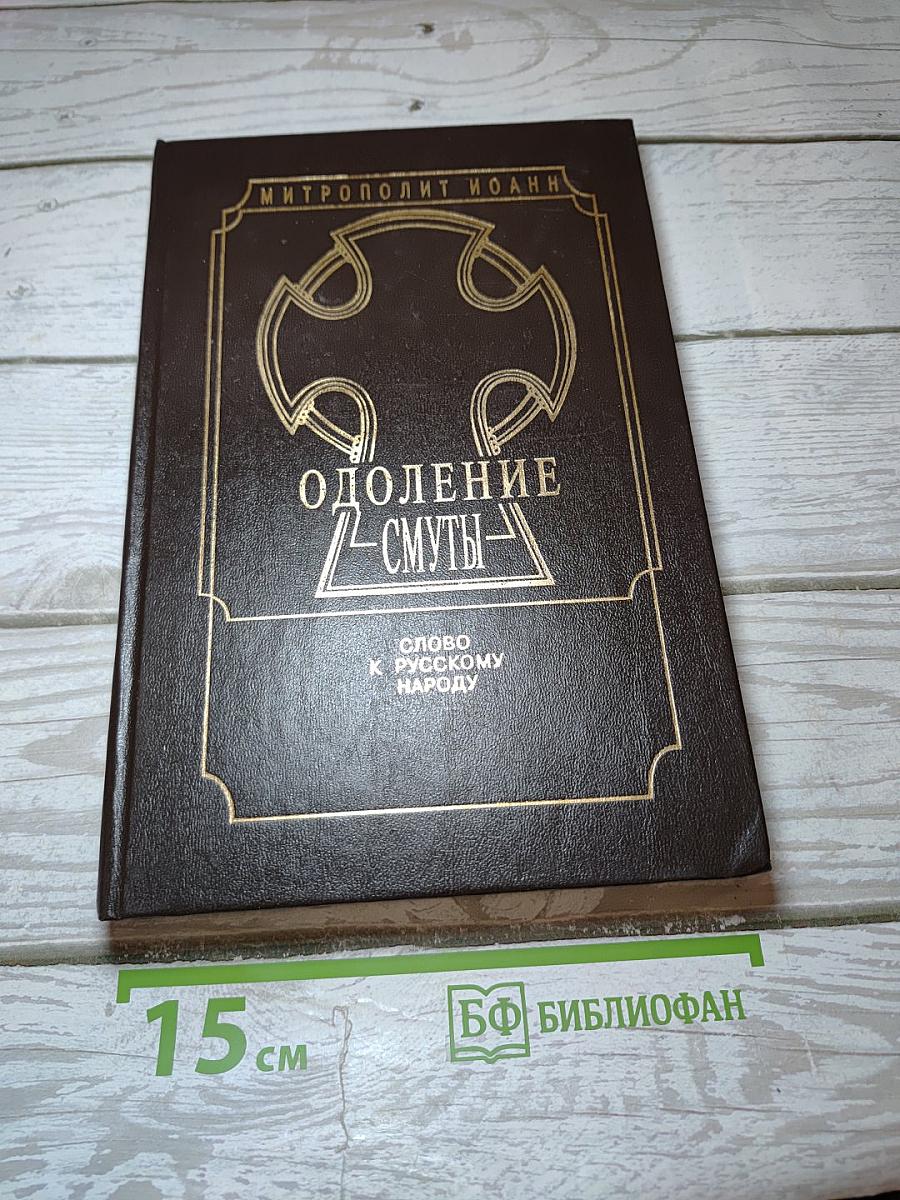 МИТРОПОЛИТ ИОАНН
ОДОЛЕНИЕ
СМУТЫ
СЛОВО
К РУССКОМУ
НАРОДУ
15 см
БФ БИБЛИОФАН